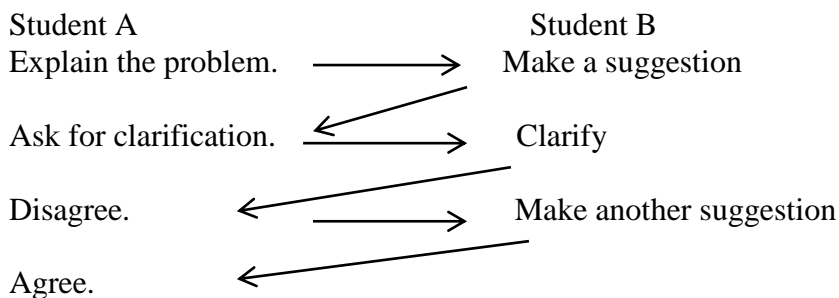 Student A Student B
Explain the problem. Make a suggestion
Ask for clarification. Clarify
Disagree. Make another suggestion
Agree.